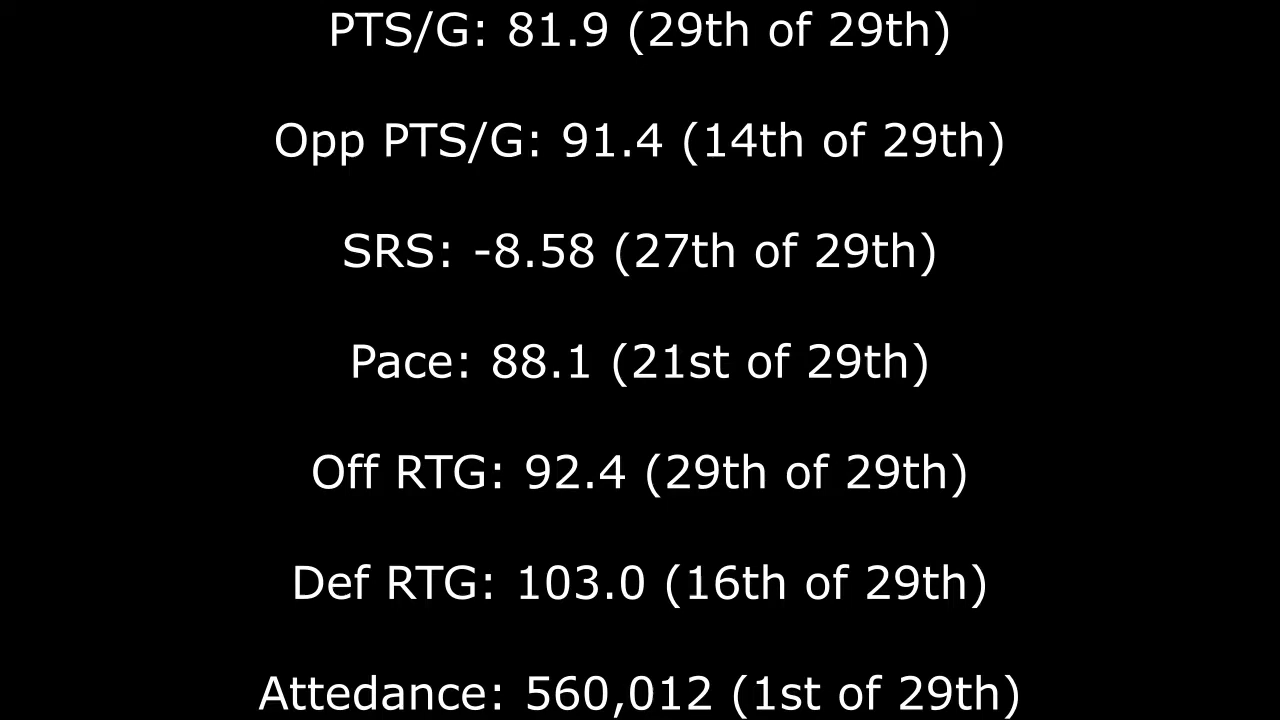 PTS/G: 81.9 (29th of 29th)
Opp PTS/G: 91.4 (14th of 29th)
SRS: -8.58 (27th of 29th)
Pace: 88.1 (21st of 29th)
Off RTG: 92.4 (29th of 29th)
Def RTG: 103.0 (16th of 29th)
Attedance: 560,012 (1st of 29th)